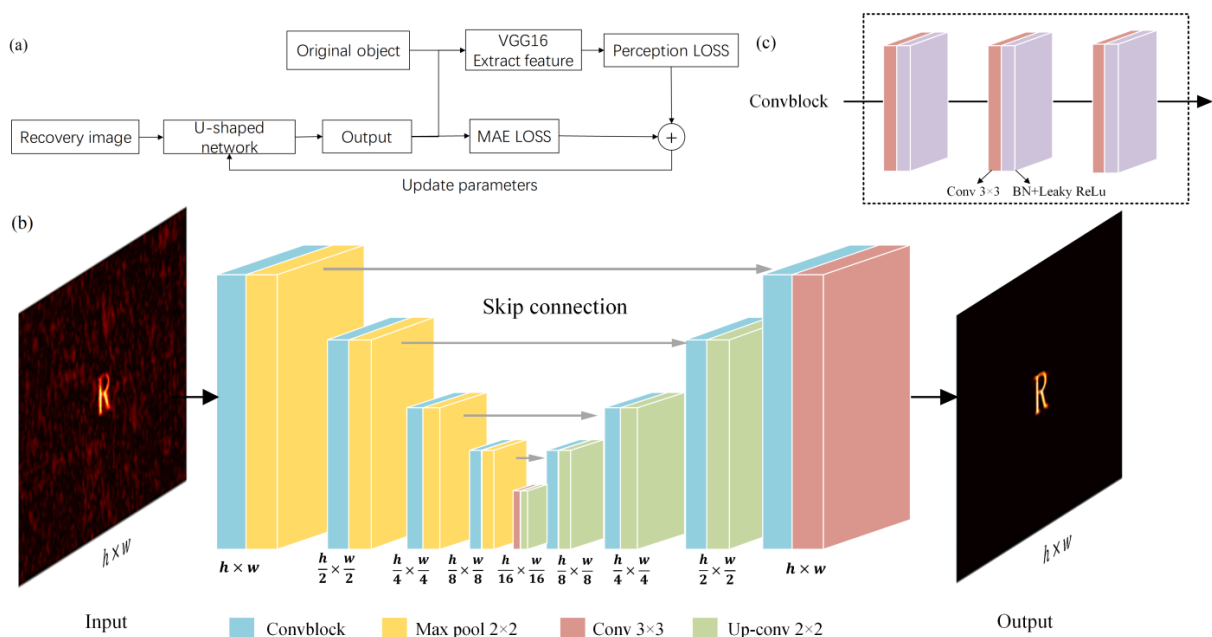 (a)
Original object
VGG16
Extract feature
Perception LOSS
Recovery image
U-shaped
network
Output
MAE LOSS
+
Update parameters
(c)
Convblock
Conv 3×3
BN+Leaky ReLu
(b)
R
Skip connection
R
h×w
h × w
h/2 × w/2
h/4 × w/4
h/8 × w/8
h/16 × w/16
h/8 × w/8
h/4 × w/4
h/2 × w/2
h × w
h×w
Input
Output
Convblock
Max pool 2×2
Conv 3×3
Up-conv 2×2